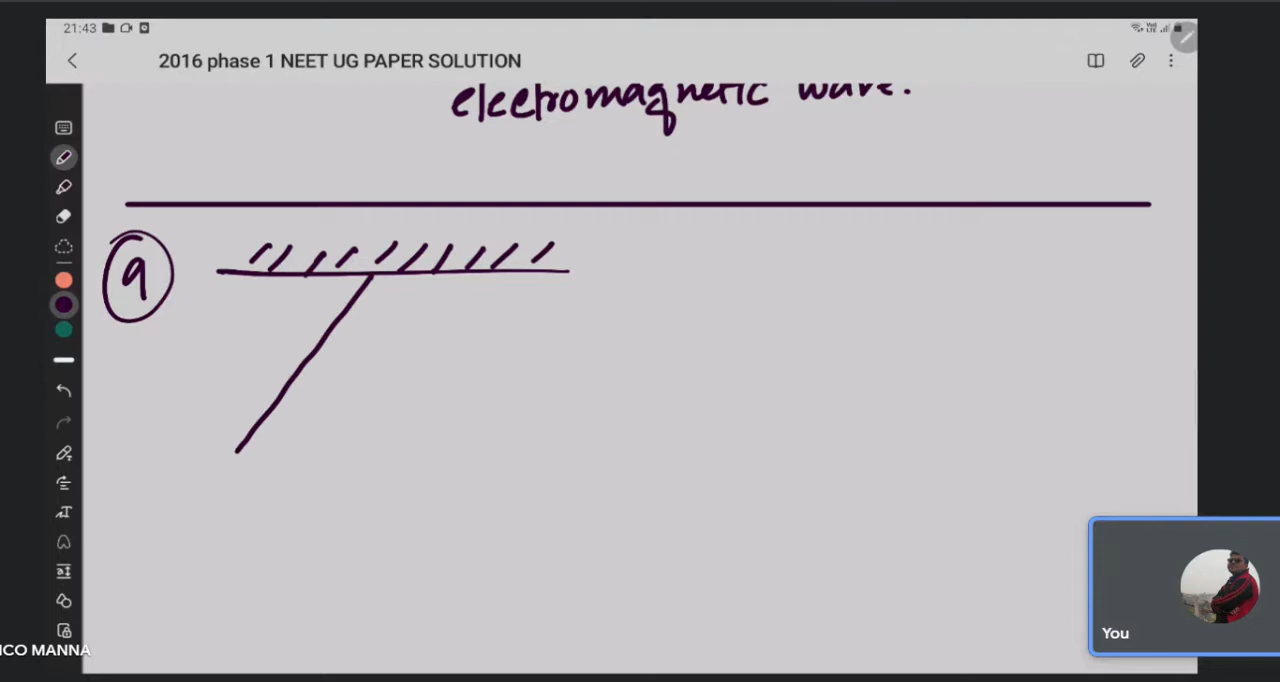 21:43
2016 phase 1 NEET UG PAPER SOLUTION
electromagnetic wave.
9
You
ICO MANNA